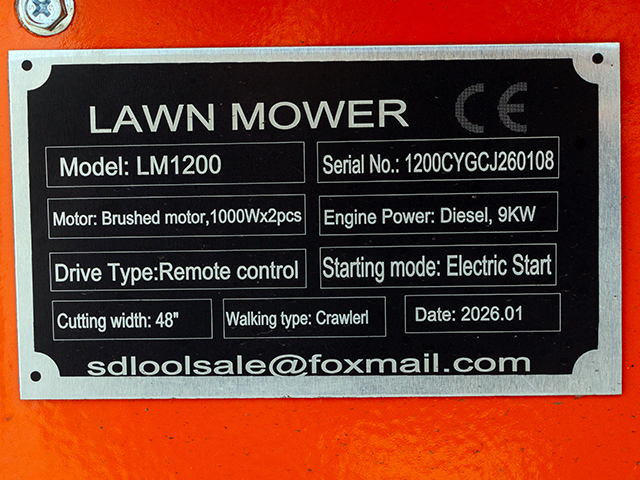 LAWN MOWER CE
Model: LM1200
Serial No.: 1200CYGCJ260108
Motor: Brushed motor,1000Wx2pcs
Engine Power: Diesel, 9KW
Drive Type:Remote control
Starting mode: Electric Start
Cutting width: 48"
Walking type: Crawlerl
Date: 2026.01
sdloolsale@foxmail.com